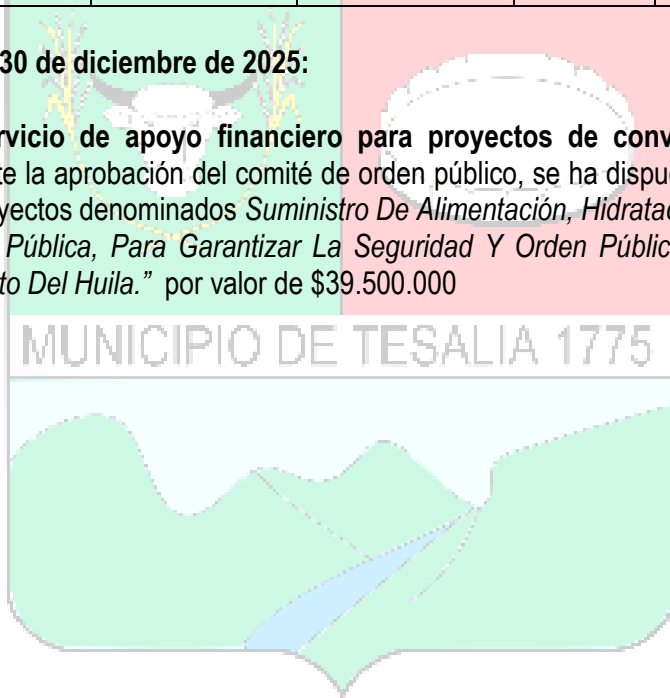 30 de diciembre de 2025:
rvicio de apoyo financiero para proyectos de conv
te la aprobación del comité de orden público, se ha dispue
oyectos denominados Suministro De Alimentación, Hidratac
Pública, Para Garantizar La Seguridad Y Orden Públic
to Del Huila." por valor de $39.500.000
MUNICIPIO DE TESALIA 1775